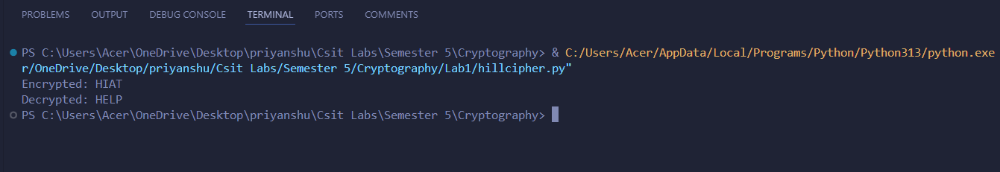 PROBLEMS OUTPUT DEBUG CONSOLE TERMINAL PORTS COMMENTS
PS C:\Users\Acer\OneDrive\Desktop\priyanshu\Csit Labs\Semester 5\Cryptography> & C:/Users/Acer/AppData/Local/Programs/Python/Python313/python.exe
r/OneDrive/Desktop/priyanshu/Csit Labs/Semester 5/Cryptography/Lab1/hillcipher.py"
Encrypted: HIAT
Decrypted: HELP
PS C:\Users\Acer\OneDrive\Desktop\priyanshu\Csit Labs\Semester 5\Cryptography>